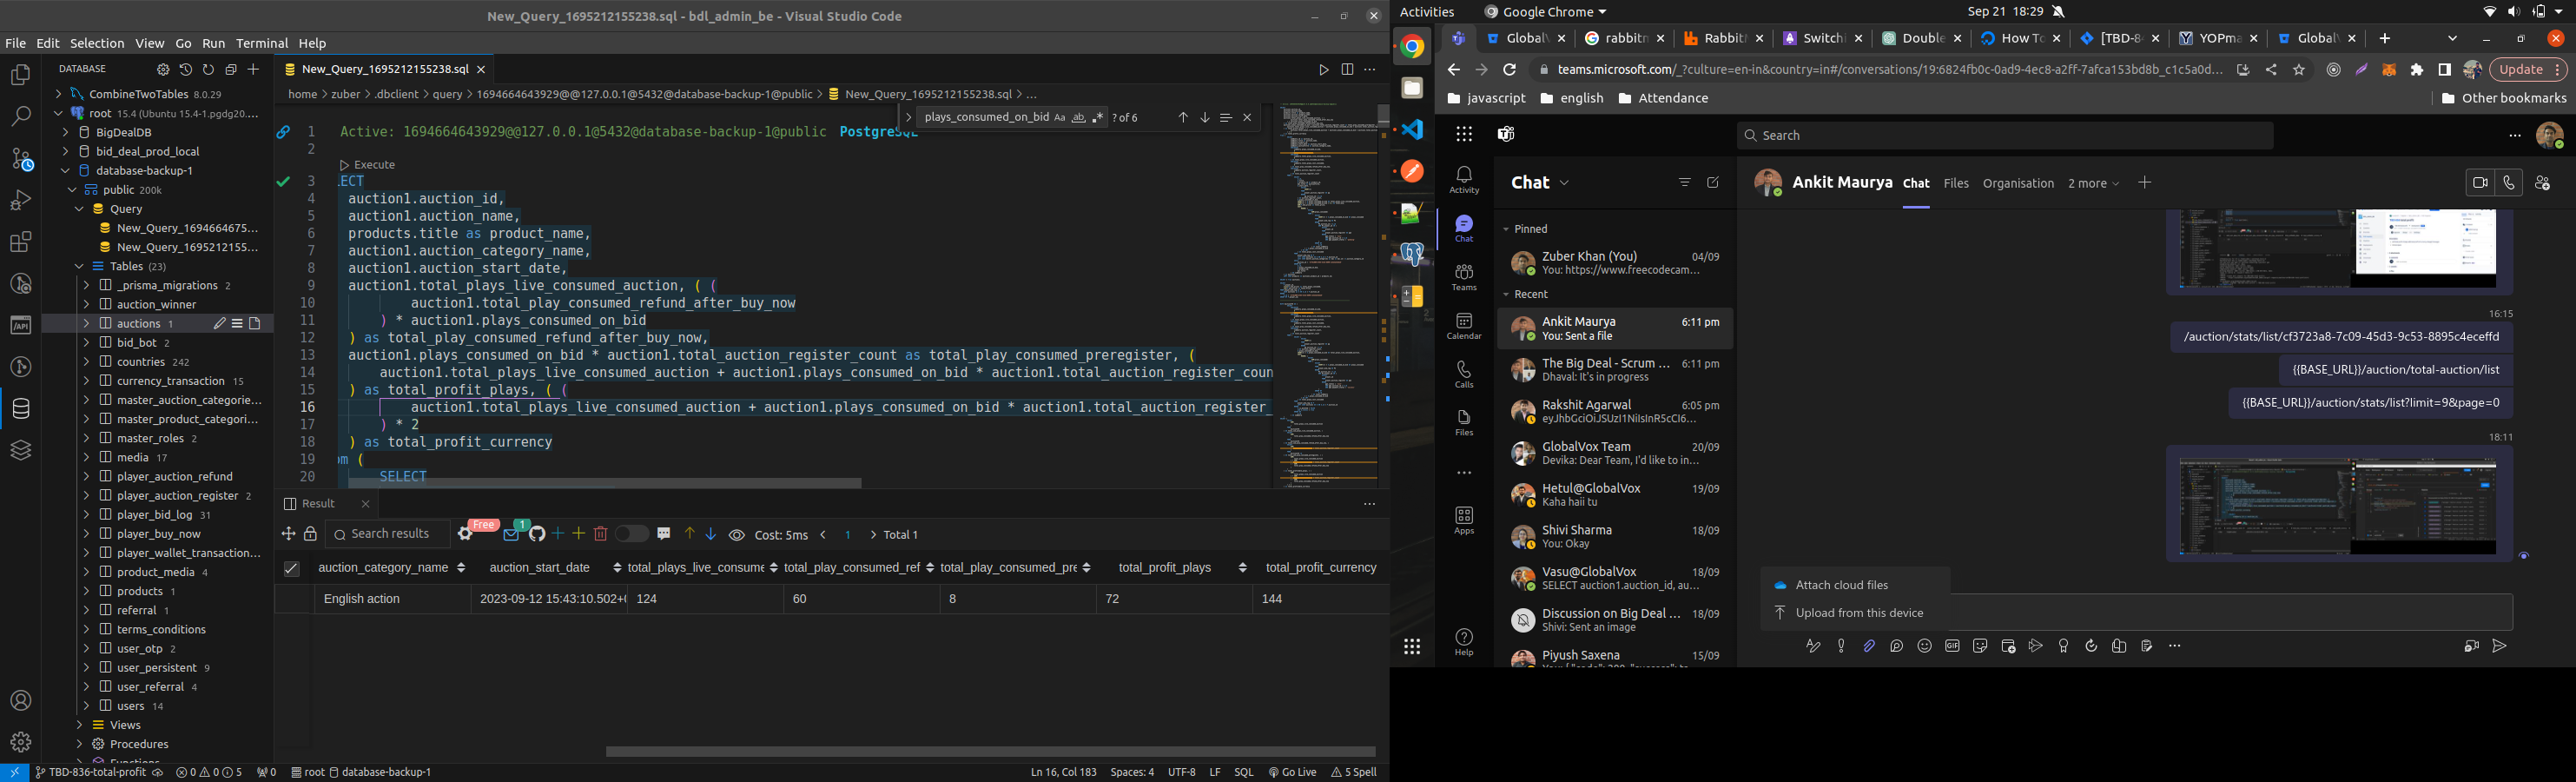 New_Query_1695212155238.sql - bdl_admin_be - Visual Studio Code
File Edit Selection View Go Run Terminal Help
DATABASE
CombineTwoTables 8.0.29
root 15.4 (Ubuntu 15.4-1.pgdg20....
BigDealDB
bid_deal_prod_local
database-backup-1
public 200k
Query
New_Query_1694664675...
New_Query_1695212155...
Tables (23)
_prisma_migrations 2
auction_winner
auctions 1
bid_bot 2
countries 242
currency_transaction 15
master_auction_categorie...
master_product_categori...
master_roles 2
media 17
player_auction_refund
player_auction_register 2
player_bid_log 31
player_buy_now
player_wallet_transaction...
product_media 4
products 1
referral 1
terms_conditions
user_otp 2
user_persistent 9
user_referral 4
users 14
Views
Procedures
Functions
New_Query_1695212155238.sql
home > zuber > .dbclient > query > 1694664643929@@127.0.0.1@5432@database-backup-1@public > New_Query_1695212155238.sql > ...
plays_consumed_on_bid Aa ab ? of 6
1 Active: 1694664643929@@127.0.0.1@5432@database-backup-1@public PostgreSQL
2
Execute
3 LECT
4 auction1.auction_id,
5 auction1.auction_name,
6 products.title as product_name,
7 auction1.auction_category_name,
8 auction1.auction_start_date,
9 auction1.total_plays_live_consumed_auction, ( (
10 auction1.total_play_consumed_refund_after_buy_now
11 ) * auction1.plays_consumed_on_bid
12 ) as total_play_consumed_refund_after_buy_now,
13 auction1.plays_consumed_on_bid * auction1.total_auction_register_count as total_play_consumed_preregister, (
14 auction1.total_plays_live_consumed_auction + auction1.plays_consumed_on_bid * auction1.total_auction_register_coun
15 ) as total_profit_plays, ( (
16 auction1.total_plays_live_consumed_auction + auction1.plays_consumed_on_bid * auction1.total_auction_register_
17 ) * 2
18 ) as total_profit_currency
19 om (
20 SELECT
Result
Search results Free 1 Cost: 5ms 1 Total 1
auction_category_name auction_start_date total_plays_live_consume total_play_consumed_ref total_play_consumed_pre total_profit_plays total_profit_currency
English action 2023-09-12 15:43:10.502+0 124 60 8 72 144
TBD-836-total-profit 0 0 5 0 root database-backup-1 Ln 16, Col 183 Spaces: 4 UTF-8 LF SQL Go Live 5 Spell
Activities Google Chrome Sep 21 18:29
GlobalV rabbitm RabbitM Switchi Double How To [TBD-8 YOPma GlobalV
teams.microsoft.com/_?culture=en-in&country=in#/conversations/19:6824fb0c-0ad9-4ec8-a2ff-7afca153bd8b_c1c5a0d... Update
javascript english Attendance Other bookmarks
Search
Activity
Chat
Teams
Calendar
Calls
Files
Apps
Help
Chat
Pinned
Zuber Khan (You) 04/09
You: https://www.freecodecam...
Recent
Ankit Maurya 6:11 pm
You: Sent a file
The Big Deal - Scrum ... 6:11 pm
Dhaval: It's in progress
Rakshit Agarwal 6:05 pm
eyJhbGciOiJSUzI1NiIsInR5cCI6...
GlobalVox Team 20/09
Devika: Dear Team, I'd like to in...
Hetul@GlobalVox 19/09
Kaha haii tu
Shivi Sharma 18/09
You: Okay
Vasu@GlobalVox 18/09
SELECT auction1.auction_id, au...
Discussion on Big Deal ... 18/09
Shivi: Sent an image
Piyush Saxena 15/09
Ankit Maurya Chat Files Organisation 2 more
16:15
/auction/stats/list/cf3723a8-7c09-45d3-9c53-8895c4eceffd
{{BASE_URL}}/auction/total-auction/list
{{BASE_URL}}/auction/stats/list?limit=9&page=0
18:11
Attach cloud files
Upload from this device